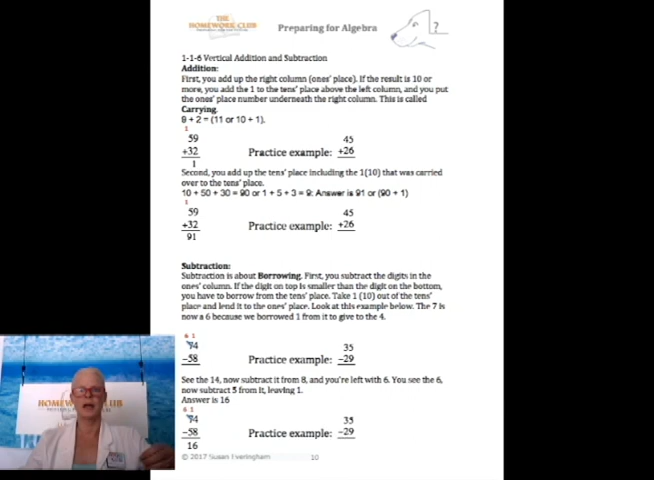 THE
HOMEWORK CLUB
Preparing for Algebra
?
1-1-6 Vertical Addition and Subtraction
Addition:
First, you add up the right column (ones' place). If the result is 10 or
more, you add the 1 to the tens' place above the left column, and you put
the ones' place number underneath the right column. This is called
Carrying.
9 + 2 = (11 or 10 + 1).
1
59 45
+32 Practice example: +26
1
Second, you add up the tens' place including the 1(10) that was carried
over to the tens' place.
10 + 50 + 30 = 90 or 1 + 5 + 3 = 9: Answer is 91 or (90 + 1)
1
59 45
+32 Practice example: +26
91
Subtraction:
Subtraction is about Borrowing. First, you subtract the digits in the
ones' column. If the digit on top is smaller than the digit on the bottom,
you have to borrow from the tens' place. Take 1 (10) out of the tens'
place and lend it to the ones' place. Look at this example below. The 7 is
now a 6 because we borrowed 1 from it to give to the 4.
6 1
74 35
-58 Practice example: -29
See the 14, now subtract it from 8, and you're left with 6. You see the 6,
now subtract 5 from it, leaving 1.
Answer is 16
6 1
74 35
-58 Practice example: -29
16
© 2017 Susan Everingham 10
HOMEWORK CLUB